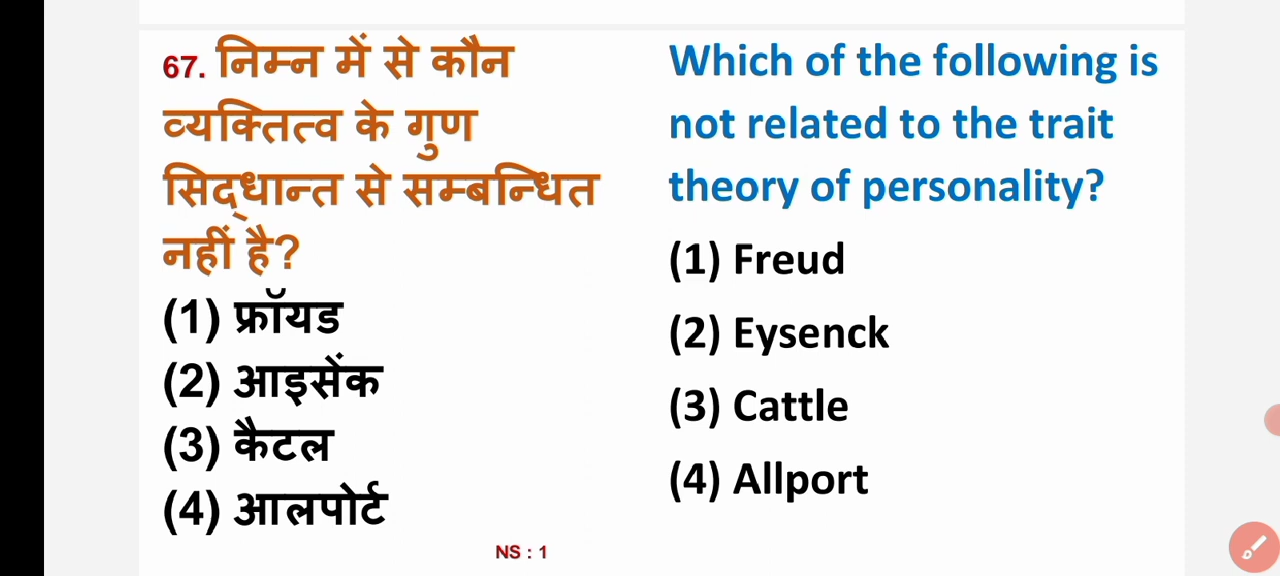 67. निम्न में से कौन
व्यक्तित्व के गुण
सिद्धान्त से सम्बन्धित
नहीं है?
(1) फ्रॉयड
(2) आइसेंक
(3) कैटल
(4) आलपोर्ट
Which of the following is
not related to the trait
theory of personality?
(1) Freud
(2) Eysenck
(3) Cattle
(4) Allport
NS : 1